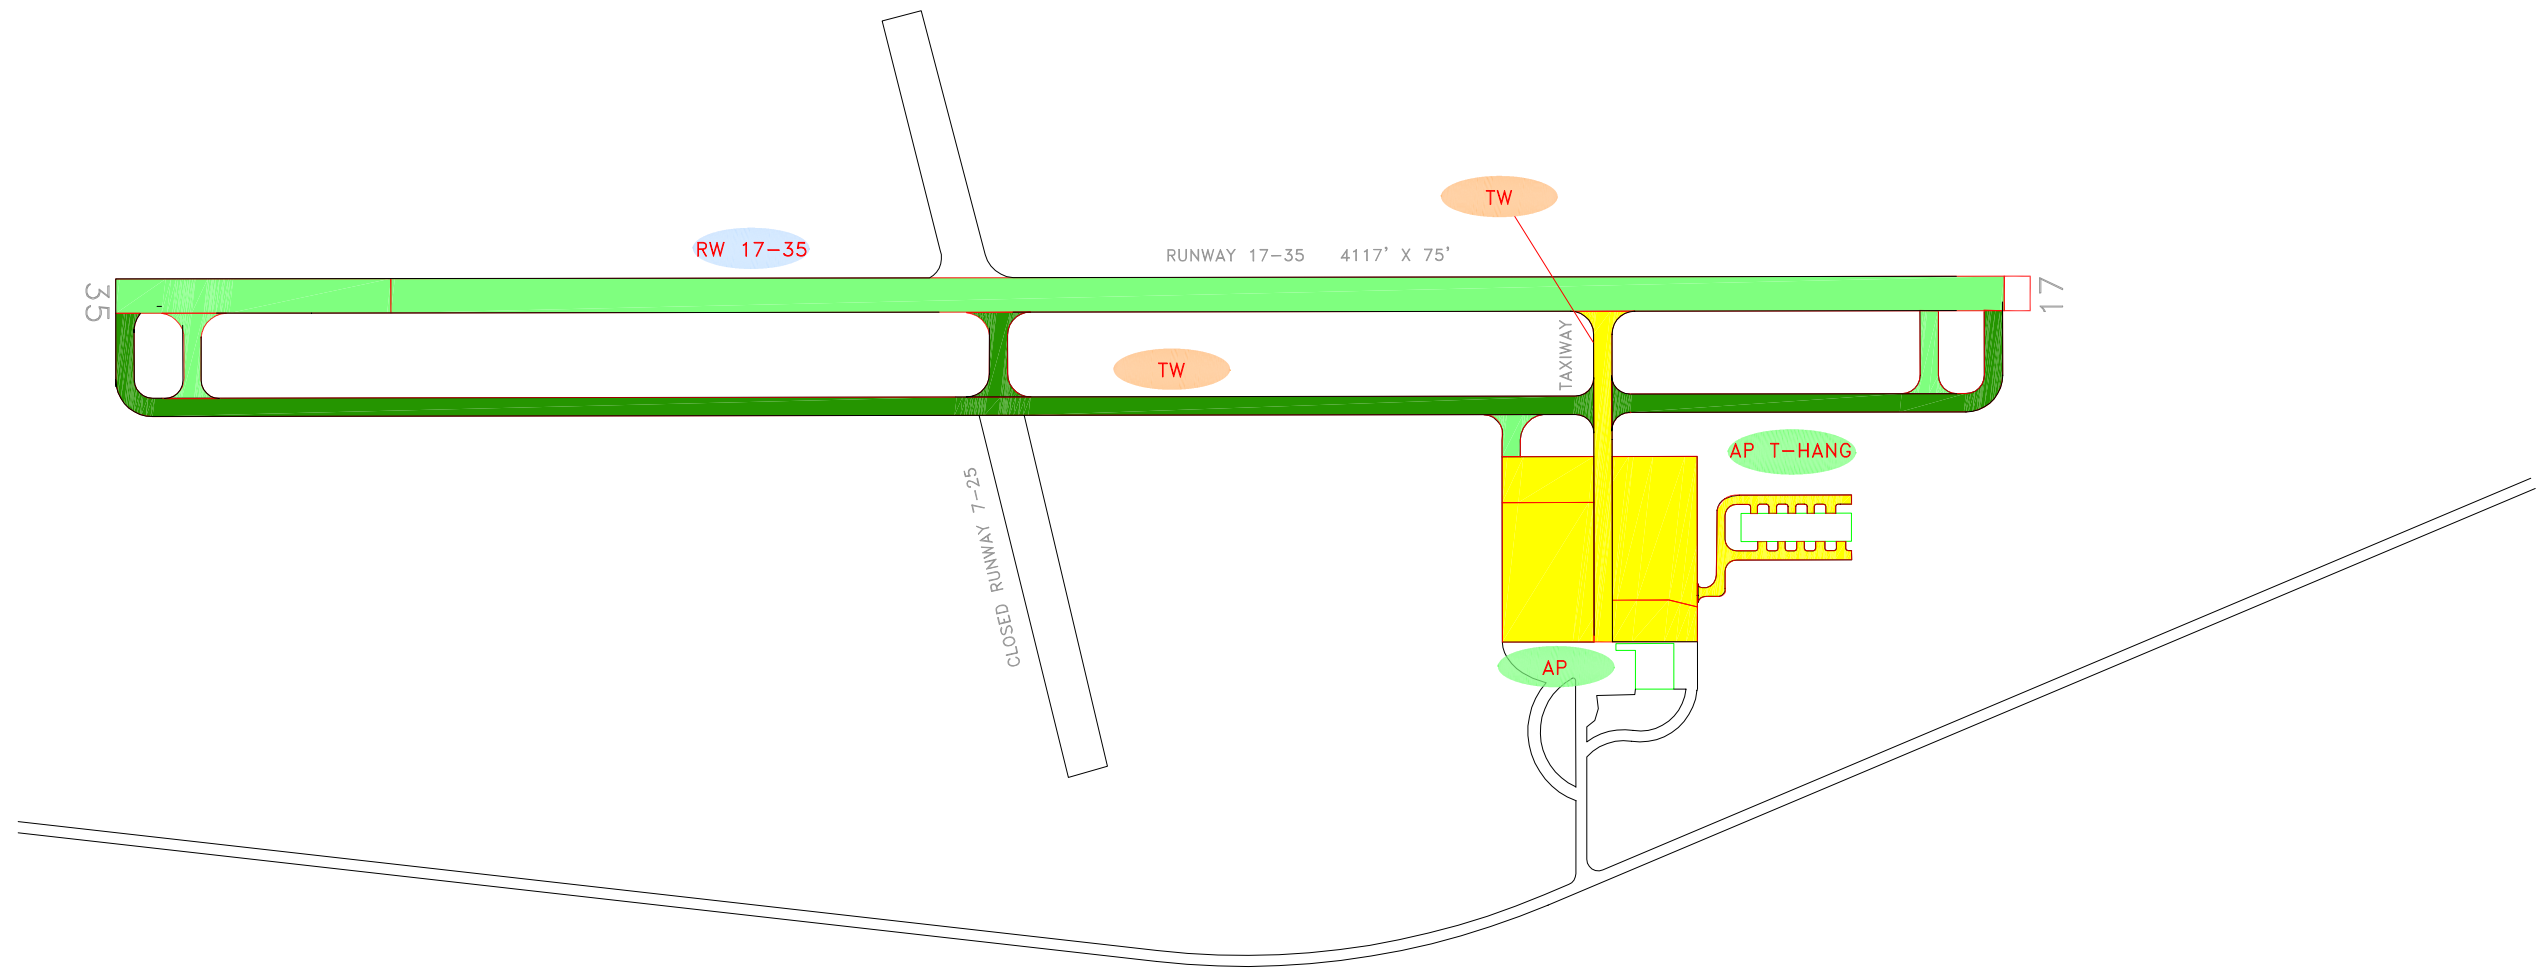 TW
RW 17-35
RUNWAY 17-35 4117' X 75'
35
17
TAXIWAY
TW
AP T-HANG
CLOSED RUNWAY 7-25
AP